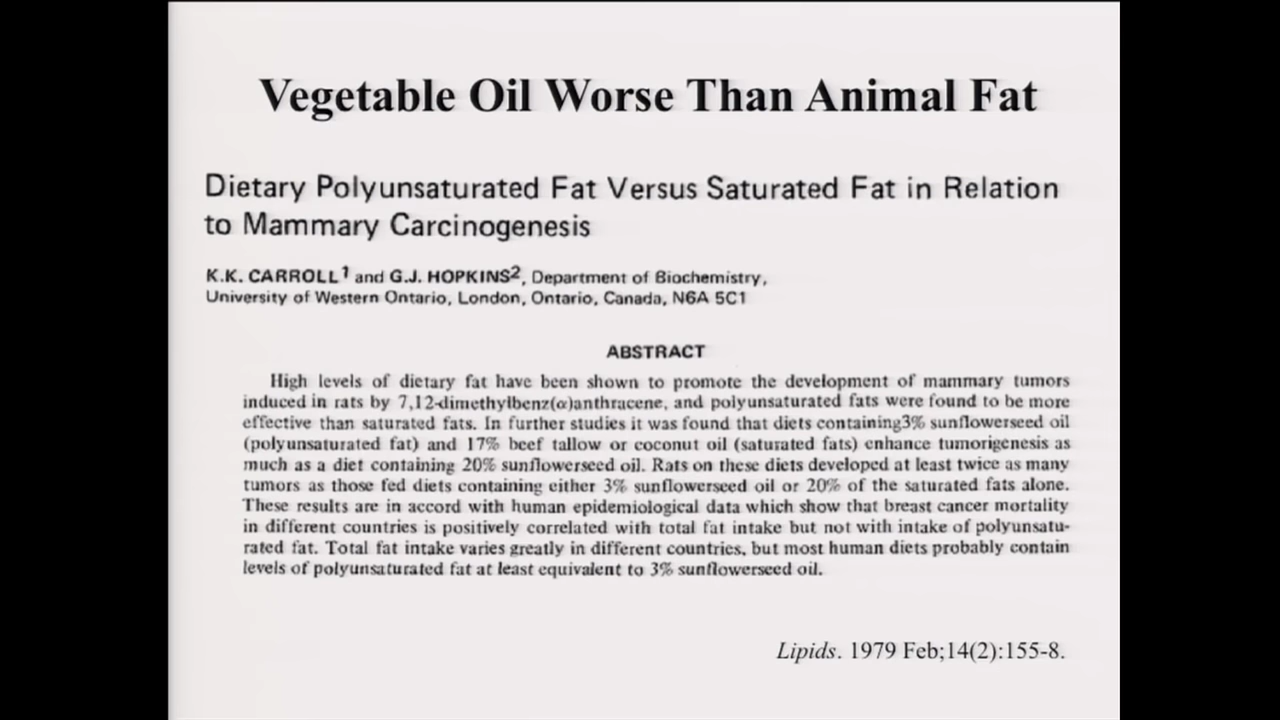 Vegetable Oil Worse Than Animal Fat
Dietary Polyunsaturated Fat Versus Saturated Fat in Relation
to Mammary Carcinogenesis
K.K. CARROLL1 and G.J. HOPKINS2, Department of Biochemistry,
University of Western Ontario, London, Ontario, Canada, N6A 5C1
ABSTRACT
High levels of dietary fat have been shown to promote the development of mammary tumors
induced in rats by 7,12-dimethylbenz(α)anthracene, and polyunsaturated fats were found to be more
effective than saturated fats. In further studies it was found that diets containing3% sunflowerseed oil
(polyunsaturated fat) and 17% beef tallow or coconut oil (saturated fats) enhance tumorigenesis as
much as a diet containing 20% sunflowerseed oil. Rats on these diets developed at least twice as many
tumors as those fed diets containing either 3% sunflowerseed oil or 20% of the saturated fats alone.
These results are in accord with human epidemiological data which show that breast cancer mortality
in different countries is positively correlated with total fat intake but not with intake of polyunsatu-
rated fat. Total fat intake varies greatly in different countries, but most human diets probably contain
levels of polyunsaturated fat at least equivalent to 3% sunflowerseed oil.
Lipids. 1979 Feb;14(2):155-8.